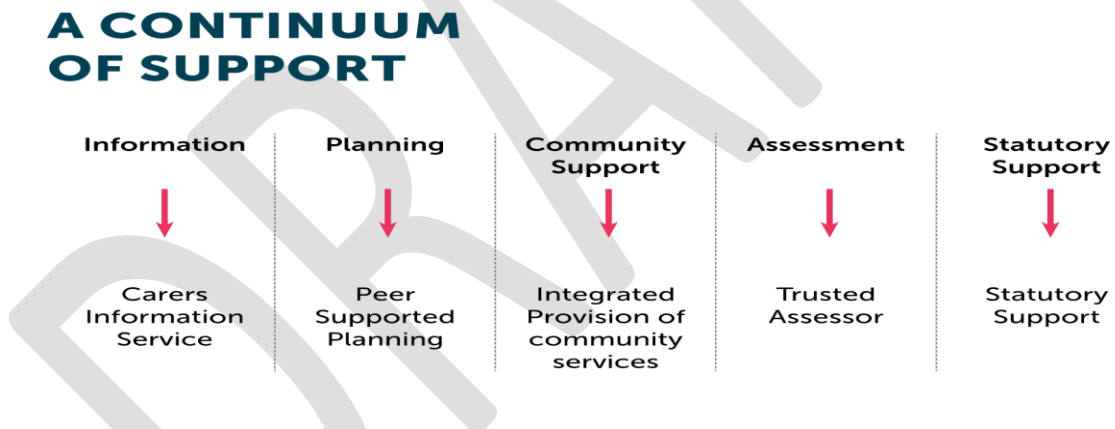 A CONTINUUM
OF SUPPORT
Information
Planning
Community
Support
Assessment
Statutory
Support
Carers
Information
Service
Peer
Supported
Planning
Integrated
Provision of
community
services
Trusted
Assessor
Statutory
Support
DRA